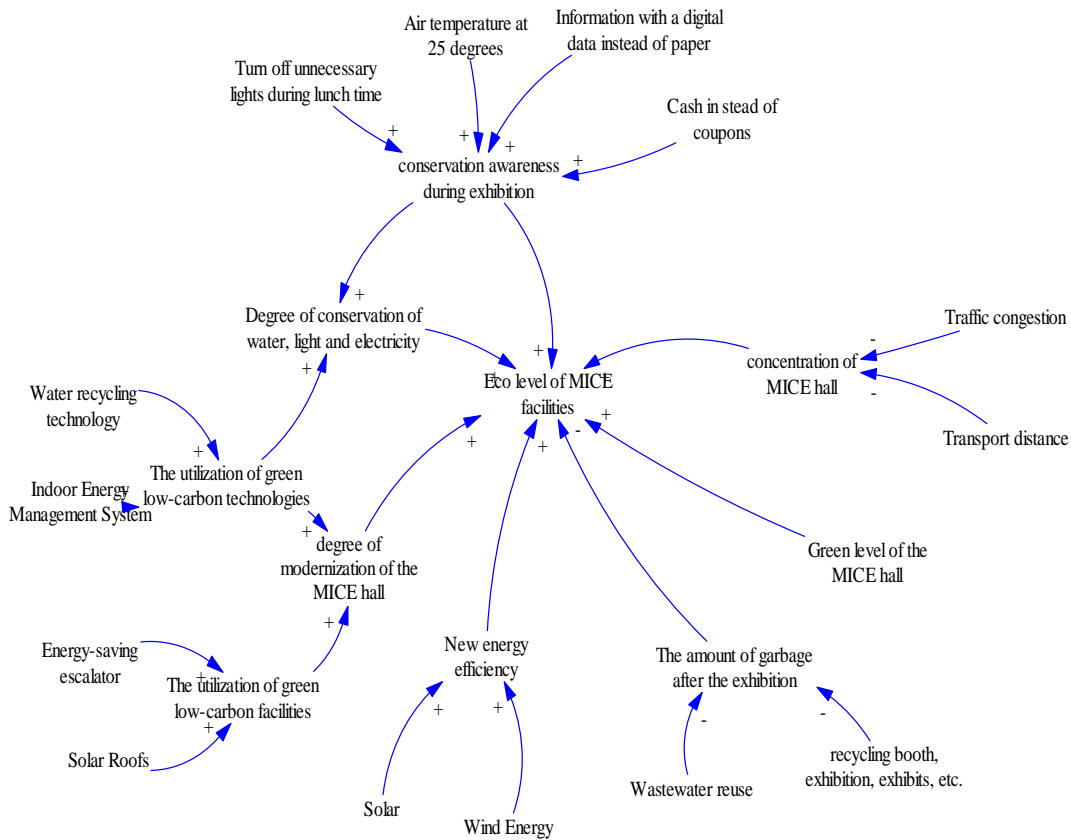 Air temperature at
25 degrees
Information with a digital
data instead of paper
Turn off unnecessary
lights during lunch time
Cash in stead of
coupons
+
+
+
+
conservation awareness
during exhibition
+
Degree of conservation of
water, light and electricity
Traffic congestion
-
concentration of
MICE hall
-
Transport distance
+
+
+
Eco level of MICE
facilities
+
+
-
+
+
+
Water recycling
technology
+
The utilization of green
low-carbon technologies
Indoor Energy
Management System
+
+
degree of
modernization of the
MICE hall
+
Green level of the
MICE hall
Energy-saving
escalator
+
The utilization of green
low-carbon facilities
+
Solar Roofs
New energy
efficiency
+
+
Solar
Wind Energy
The amount of garbage
after the exhibition
-
-
Wastewater reuse
recycling booth,
exhibition, exhibits, etc.